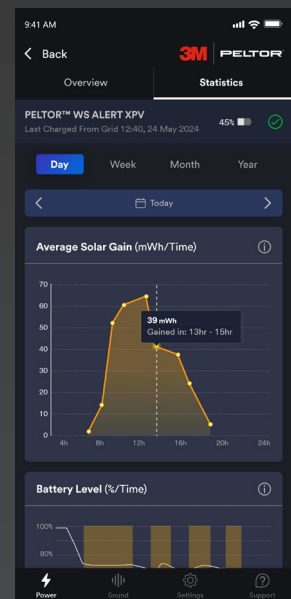 9:41 AM
Back
3M PELTOR
Overview Statistics
PELTOR™ WS ALERT XPV
Last Charged From Grid 12:40, 24 May 2024
45%
Day Week Month Year
Today
Average Solar Gain (mWh/Time)
70
60
50
40
30
20
10
0
39 mWh
Gained in: 13hr - 15hr
4h 8h 12h 16h 20h 24h
Battery Level (%/Time)
100%
80%
Power Sound Settings Support